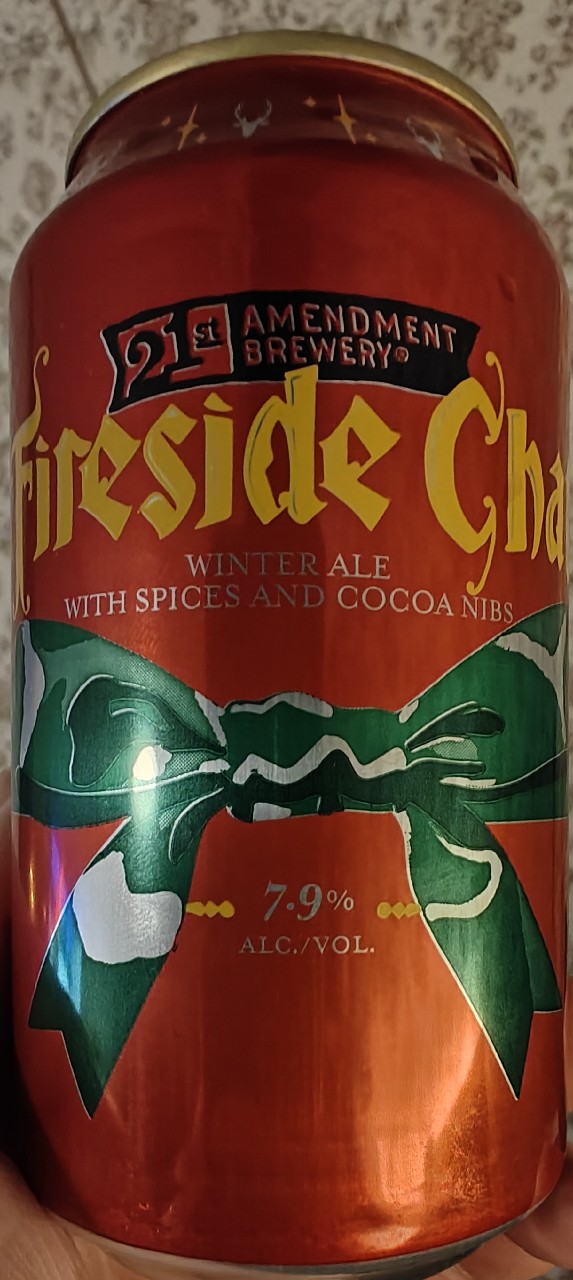 21st AMENDMENT
BREWERY®
Fireside Cha
WINTER ALE
WITH SPICES AND COCOA NIBS
7.9%
ALC./VOL.